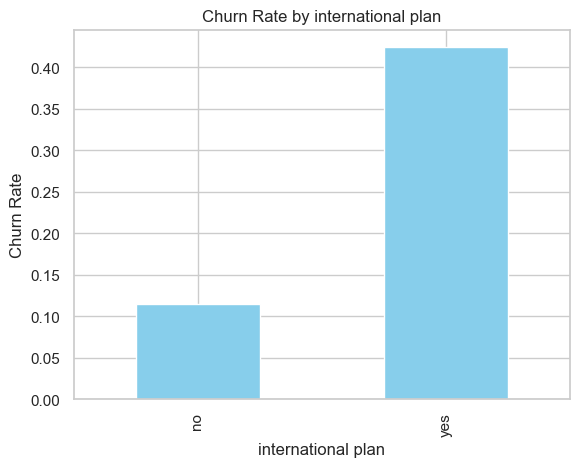 Churn Rate by international plan
Churn Rate
0.40
0.35
0.30
0.25
0.20
0.15
0.10
0.05
0.00
no
yes
international plan